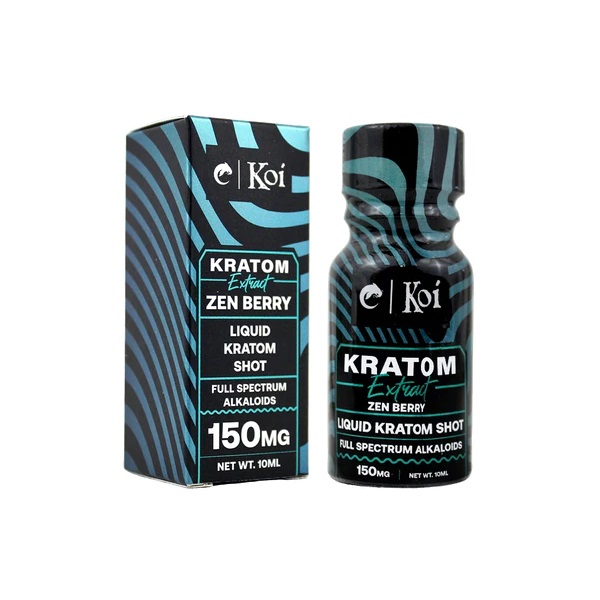 Koi
KRATOM
Extract
ZEN BERRY
LIQUID
KRATOM
SHOT
FULL SPECTRUM
ALKALOIDS
150MG
NET WT. 10ML
Koi
KRATOM
Extract
ZEN BERRY
LIQUID KRATOM SHOT
FULL SPECTRUM ALKALOIDS
150MG | NET WT. 10ML